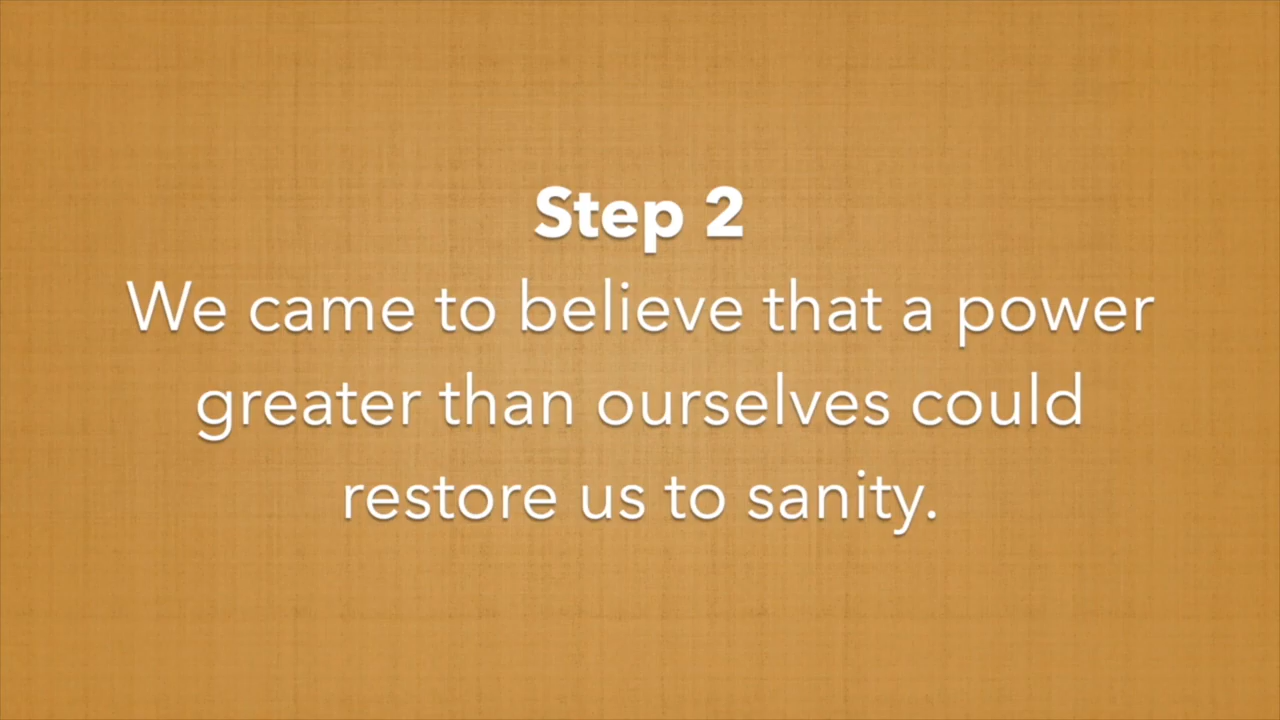 Step 2
We came to believe that a power
greater than ourselves could
restore us to sanity.